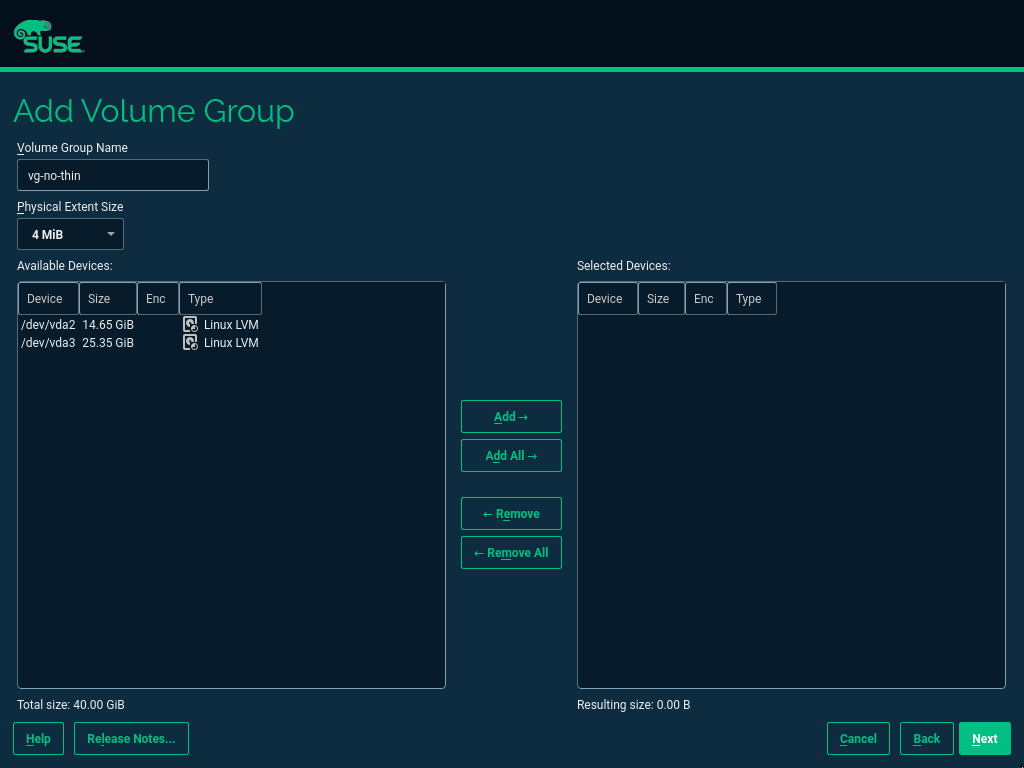 SUSE
Add Volume Group
Volume Group Name
vg-no-thin
Physical Extent Size
4 MiB
Available Devices:
Device Size Enc Type
/dev/vda2 14.65 GiB Linux LVM
/dev/vda3 25.35 GiB Linux LVM
Total size: 40.00 GiB
Add →
Add All →
← Remove
← Remove All
Selected Devices:
Device Size Enc Type
Resulting size: 0.00 B
Help Release Notes... Cancel Back Next